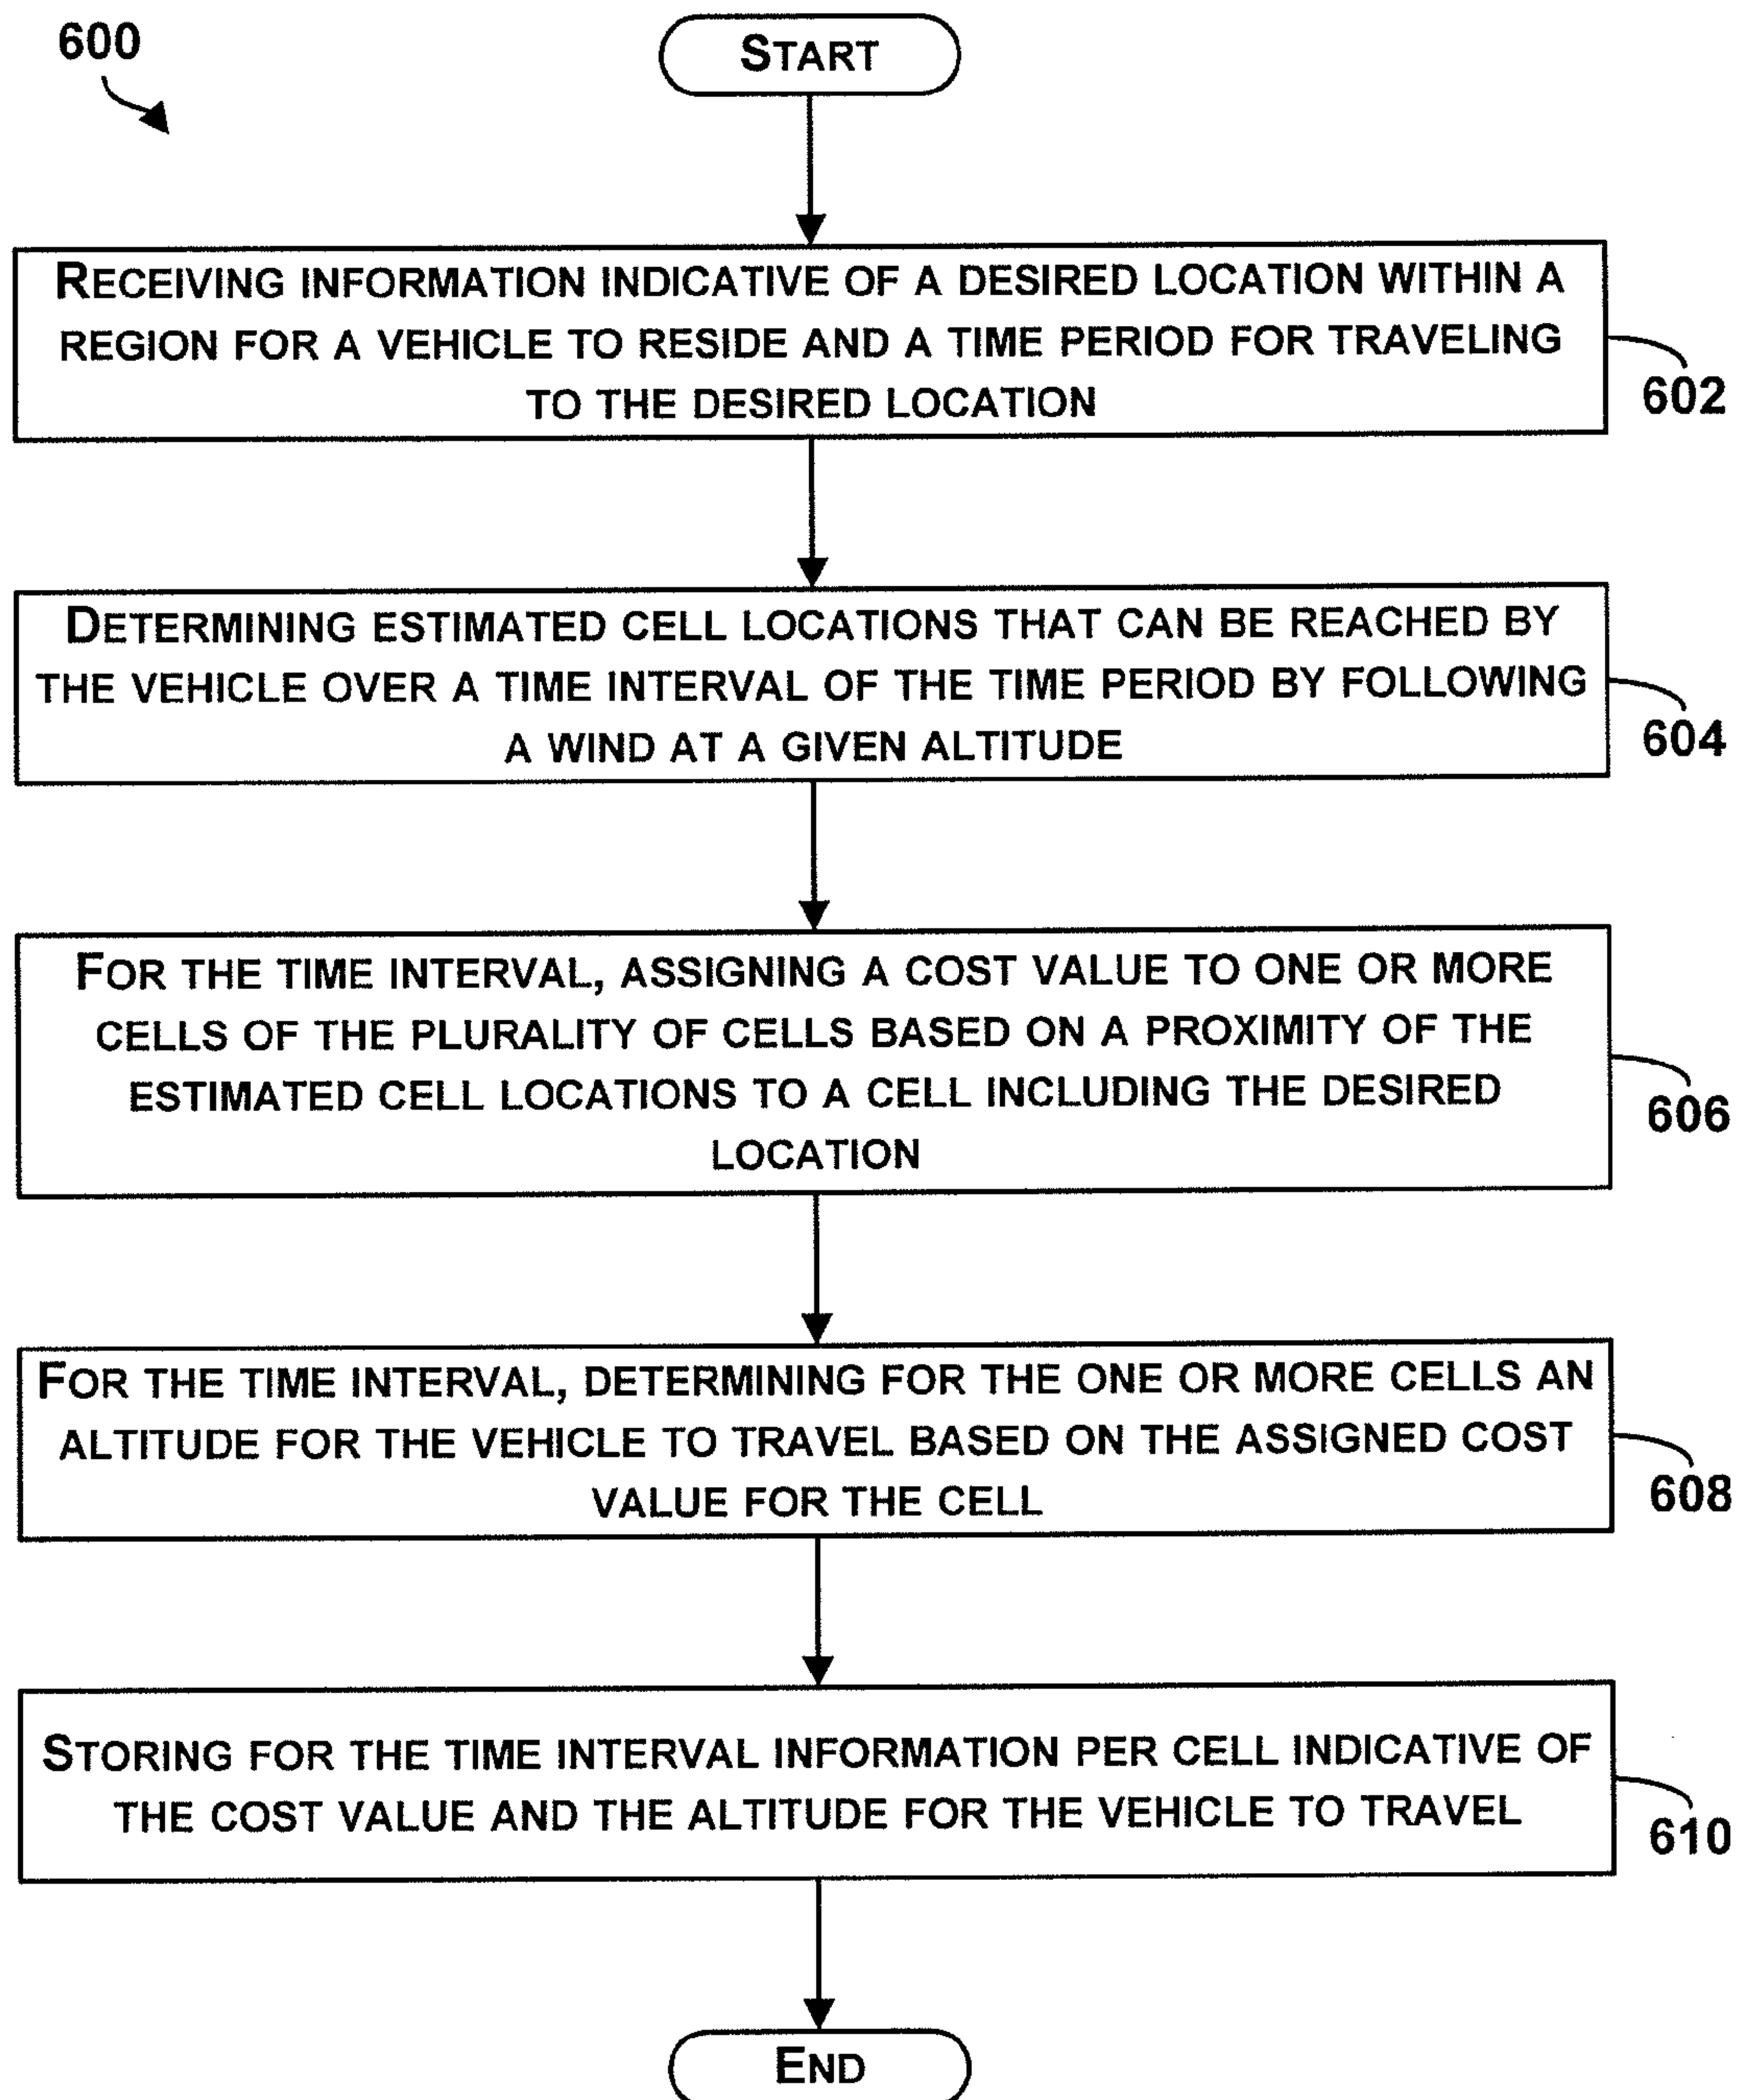 600
START
RECEIVING INFORMATION INDICATIVE OF A DESIRED LOCATION WITHIN A
REGION FOR A VEHICLE TO RESIDE AND A TIME PERIOD FOR TRAVELING
TO THE DESIRED LOCATION
602
DETERMINING ESTIMATED CELL LOCATIONS THAT CAN BE REACHED BY
THE VEHICLE OVER A TIME INTERVAL OF THE TIME PERIOD BY FOLLOWING
A WIND AT A GIVEN ALTITUDE
604
FOR THE TIME INTERVAL, ASSIGNING A COST VALUE TO ONE OR MORE
CELLS OF THE PLURALITY OF CELLS BASED ON A PROXIMITY OF THE
ESTIMATED CELL LOCATIONS TO A CELL INCLUDING THE DESIRED
LOCATION
606
FOR THE TIME INTERVAL, DETERMINING FOR THE ONE OR MORE CELLS AN
ALTITUDE FOR THE VEHICLE TO TRAVEL BASED ON THE ASSIGNED COST
VALUE FOR THE CELL
608
STORING FOR THE TIME INTERVAL INFORMATION PER CELL INDICATIVE OF
THE COST VALUE AND THE ALTITUDE FOR THE VEHICLE TO TRAVEL
610
END